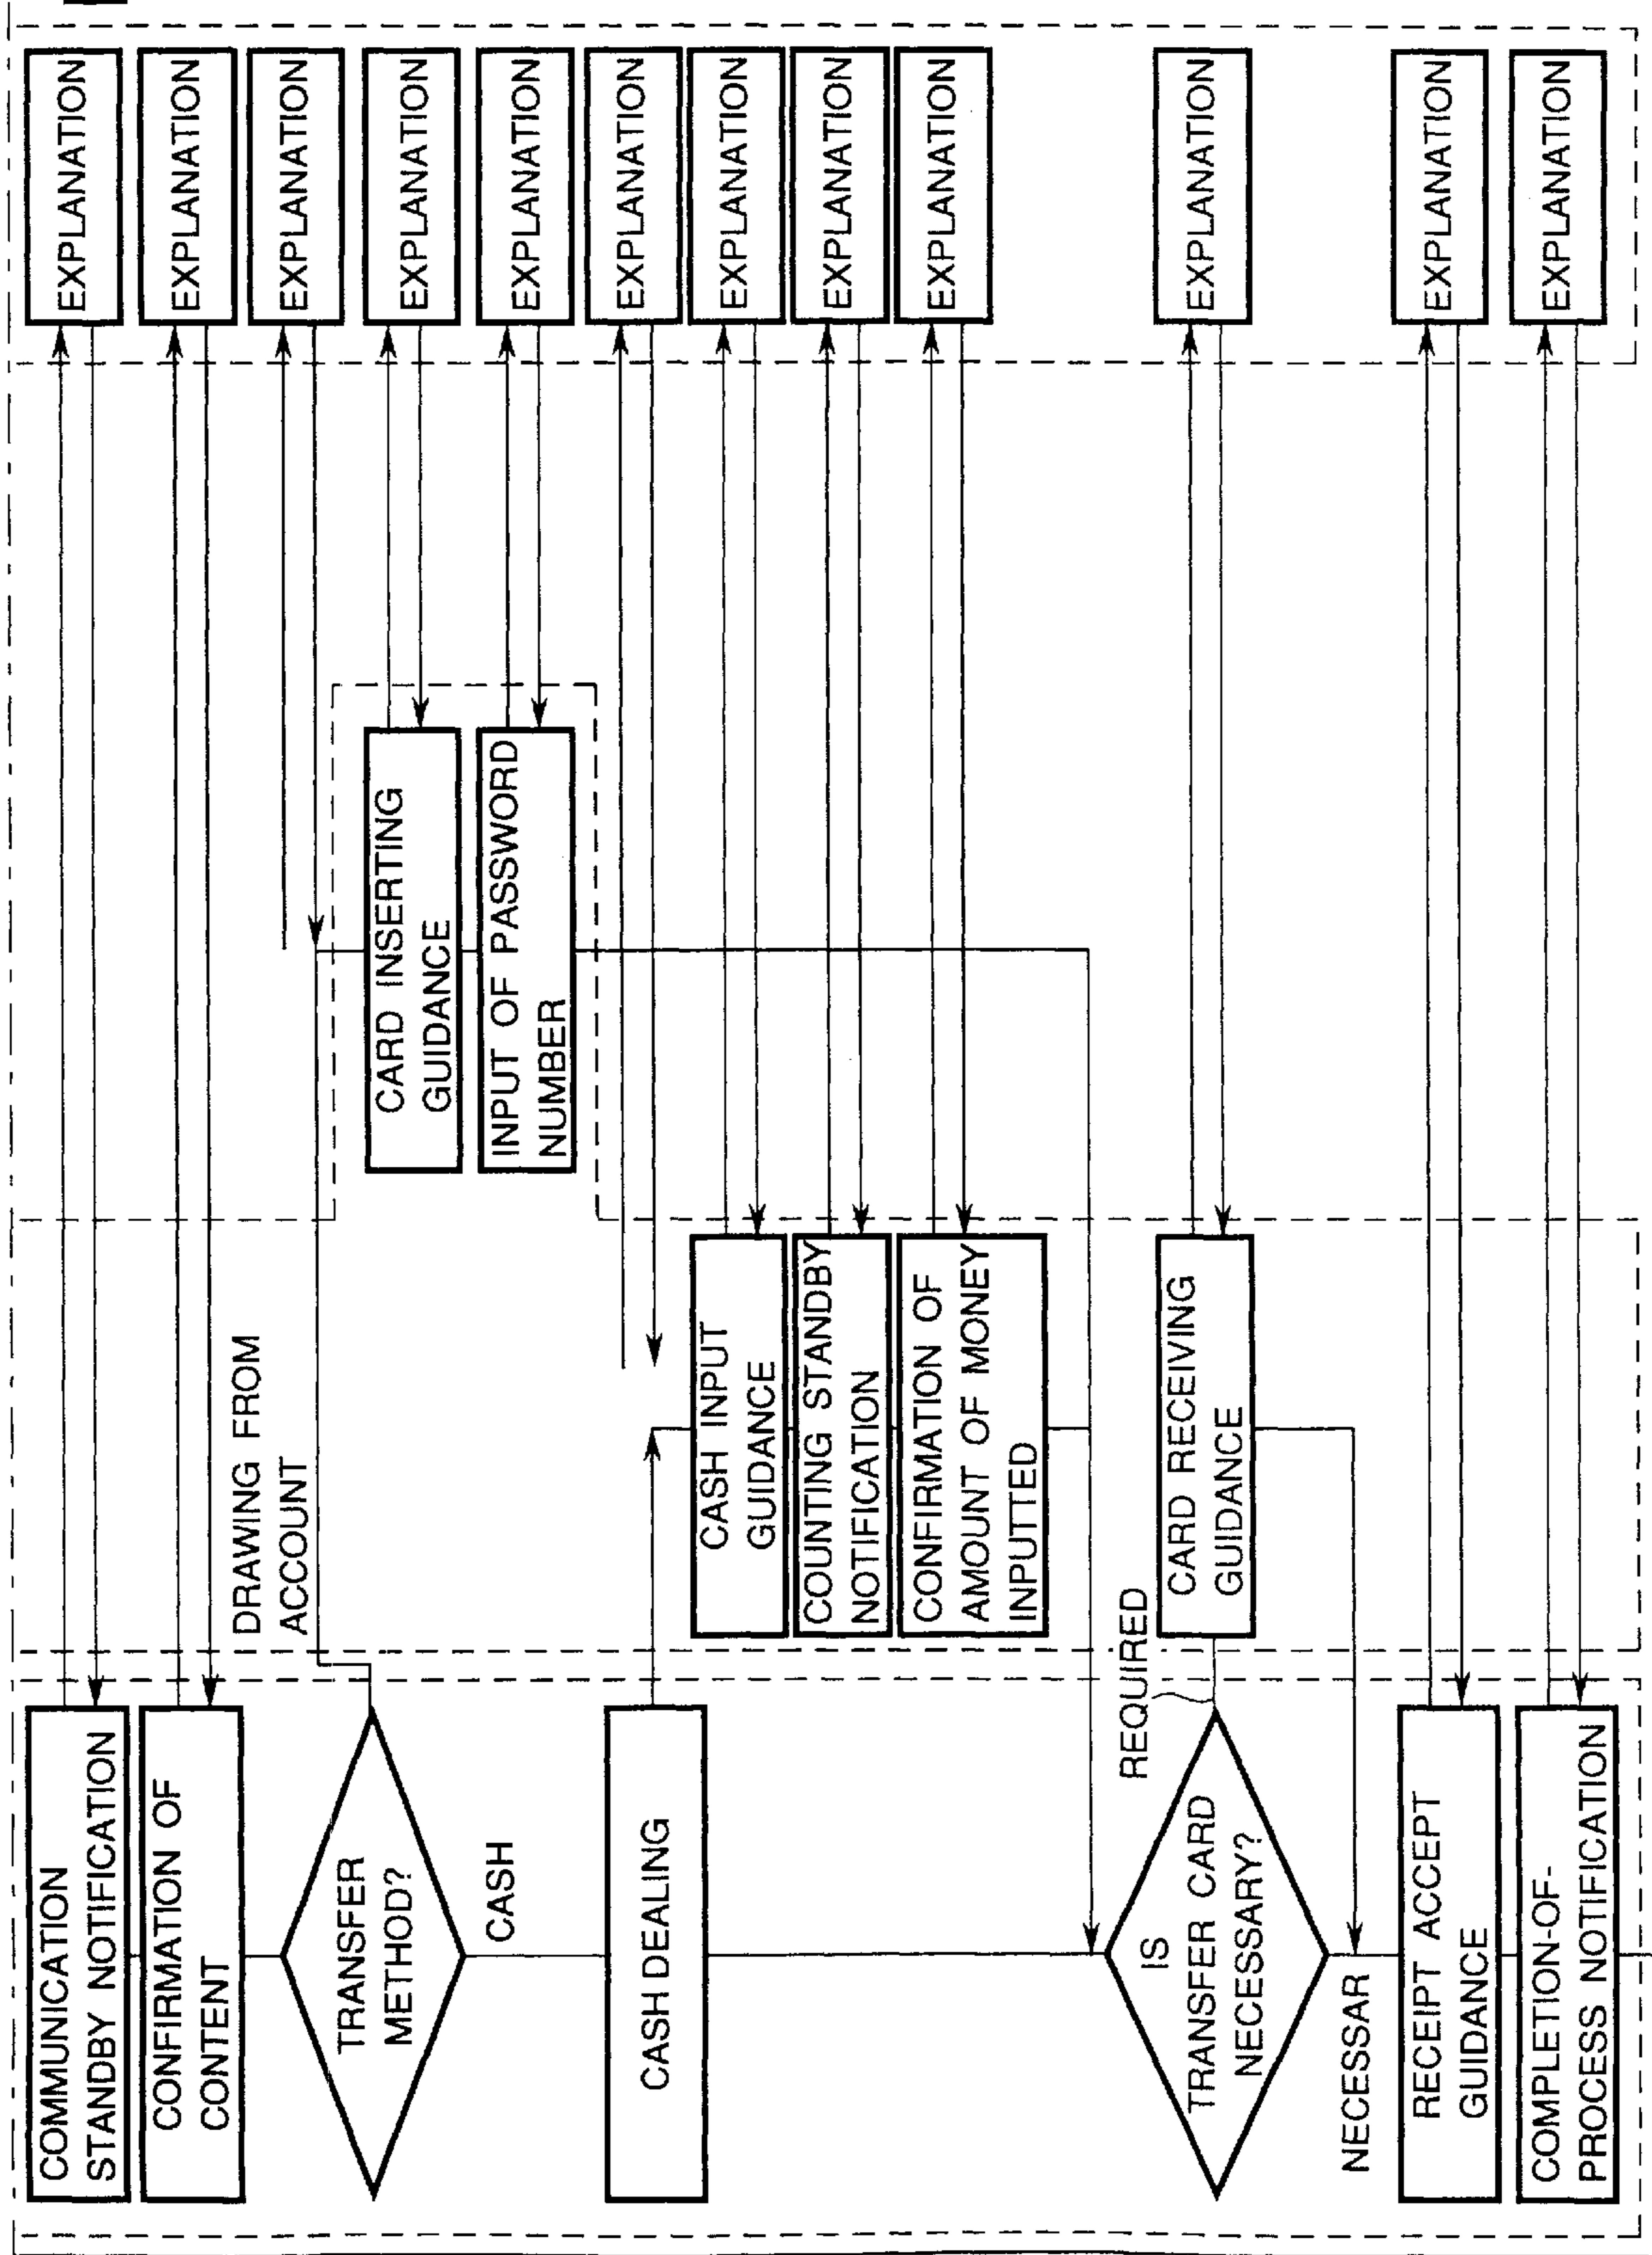 COMMUNICATION
STANDBY NOTIFICATION
CONFIRMATION OF
CONTENT
TRANSFER
METHOD?
DRAWING FROM
ACCOUNT
CASH
CARD INSERTING
GUIDANCE
INPUT OF PASSWORD
NUMBER
CASH DEALING
CASH INPUT
GUIDANCE
COUNTING STANDBY
NOTIFICATION
CONFIRMATION OF
AMOUNT OF MONEY
INPUTTED
IS
TRANSFER CARD
NECESSARY?
REQUIRED
CARD RECEIVING
GUIDANCE
NECESSAR
RECEIPT ACCEPT
GUIDANCE
COMPLETION-OF-
PROCESS NOTIFICATION
EXPLANATION
EXPLANATION
EXPLANATION
EXPLANATION
EXPLANATION
EXPLANATION
EXPLANATION
EXPLANATION
EXPLANATION
EXPLANATION
EXPLANATION
EXPLANATION